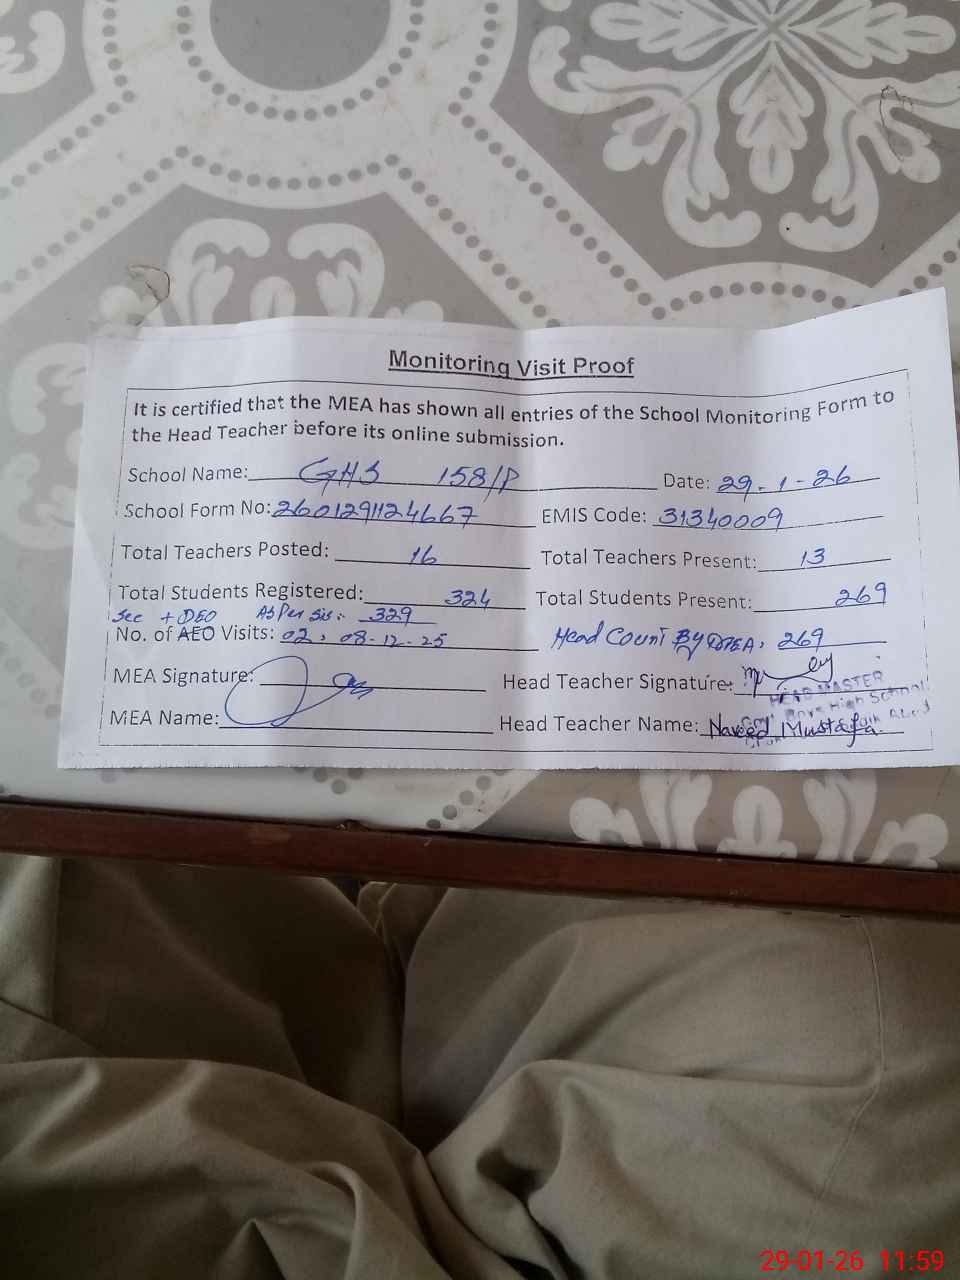 Monitoring Visit Proof
It is certified that the MEA has shown all entries of the School Monitoring Form to
the Head Teacher before its online submission.
School Name: GHS 158/P Date: 29-1-26
School Form No: 2601291124667 EMIS Code: 31340009
Total Teachers Posted: 16 Total Teachers Present: 13
Total Students Registered: 324 Total Students Present: 269
Sec + DEO As Per Sis: 329
No. of AEO Visits: 02, 08-12-25 Head Count By MEA, 269
MEA Signature: Head Teacher Signature:
HEAD MASTER
Boys High School
MEA Name: Head Teacher Name: Naveed Mustafa
29-01-26 11:59